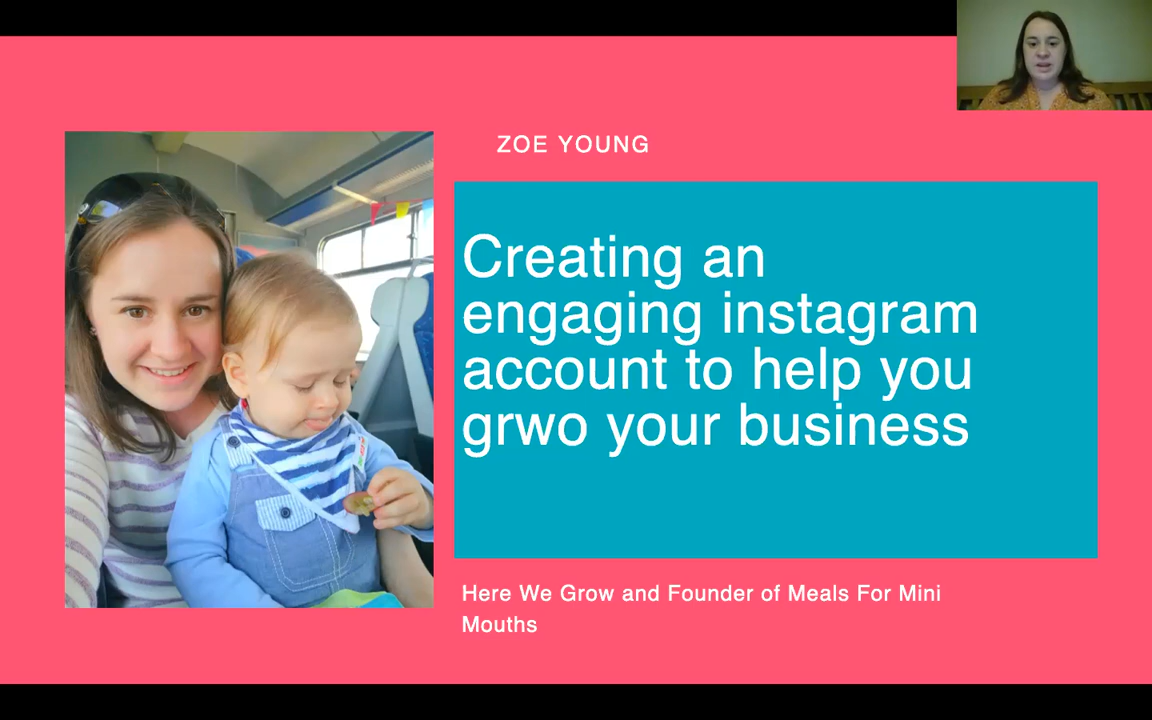 ZOE YOUNG
Creating an
engaging instagram
account to help you
grwo your business
Here We Grow and Founder of Meals For Mini
Mouths